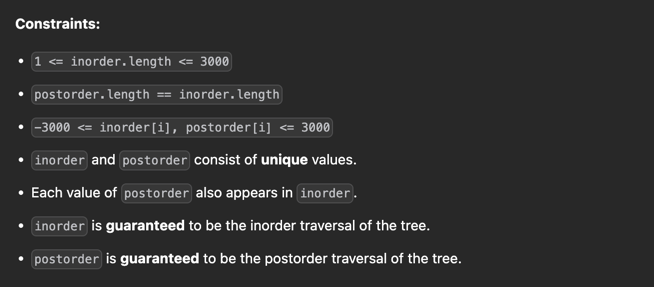 Constraints:
1 <= inorder.length <= 3000
postorder.length == inorder.length
-3000 <= inorder[i], postorder[i] <= 3000
inorder and postorder consist of unique values.
Each value of postorder also appears in inorder.
inorder is guaranteed to be the inorder traversal of the tree.
postorder is guaranteed to be the postorder traversal of the tree.